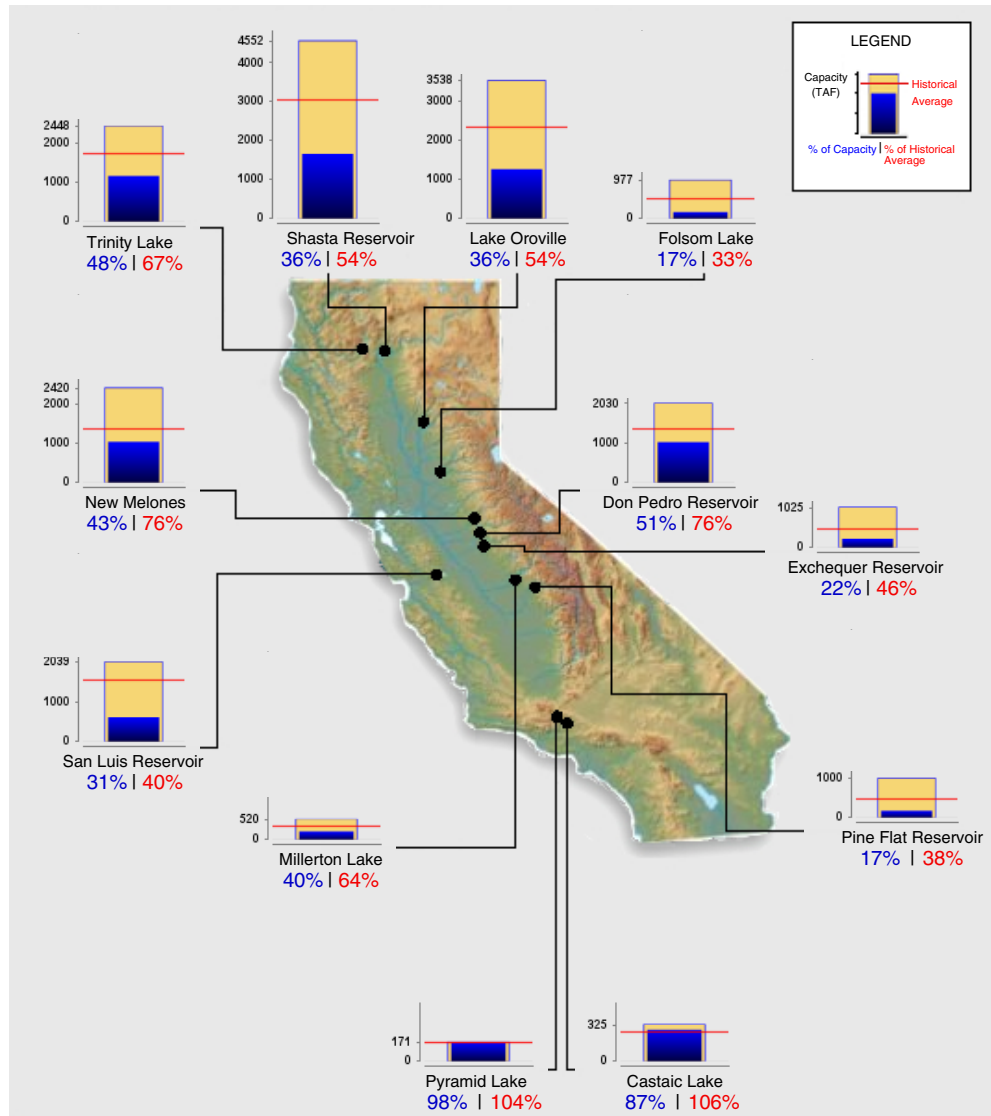 LEGEND
Capacity
(TAF)
Historical
Average
% of Capacity | % of Historical
Average
4552
4000
3000
2000
1000
0
Shasta Reservoir
36% | 54%
3538
3000
2000
1000
0
Lake Oroville
36% | 54%
2448
2000
1000
0
Trinity Lake
48% | 67%
977
0
Folsom Lake
17% | 33%
2420
2000
1000
0
New Melones
43% | 76%
2030
1000
0
Don Pedro Reservoir
51% | 76%
1025
0
Exchequer Reservoir
22% | 46%
2039
1000
0
San Luis Reservoir
31% | 40%
520
0
Millerton Lake
40% | 64%
1000
0
Pine Flat Reservoir
17% | 38%
171
0
Pyramid Lake
98% | 104%
325
0
Castaic Lake
87% | 106%